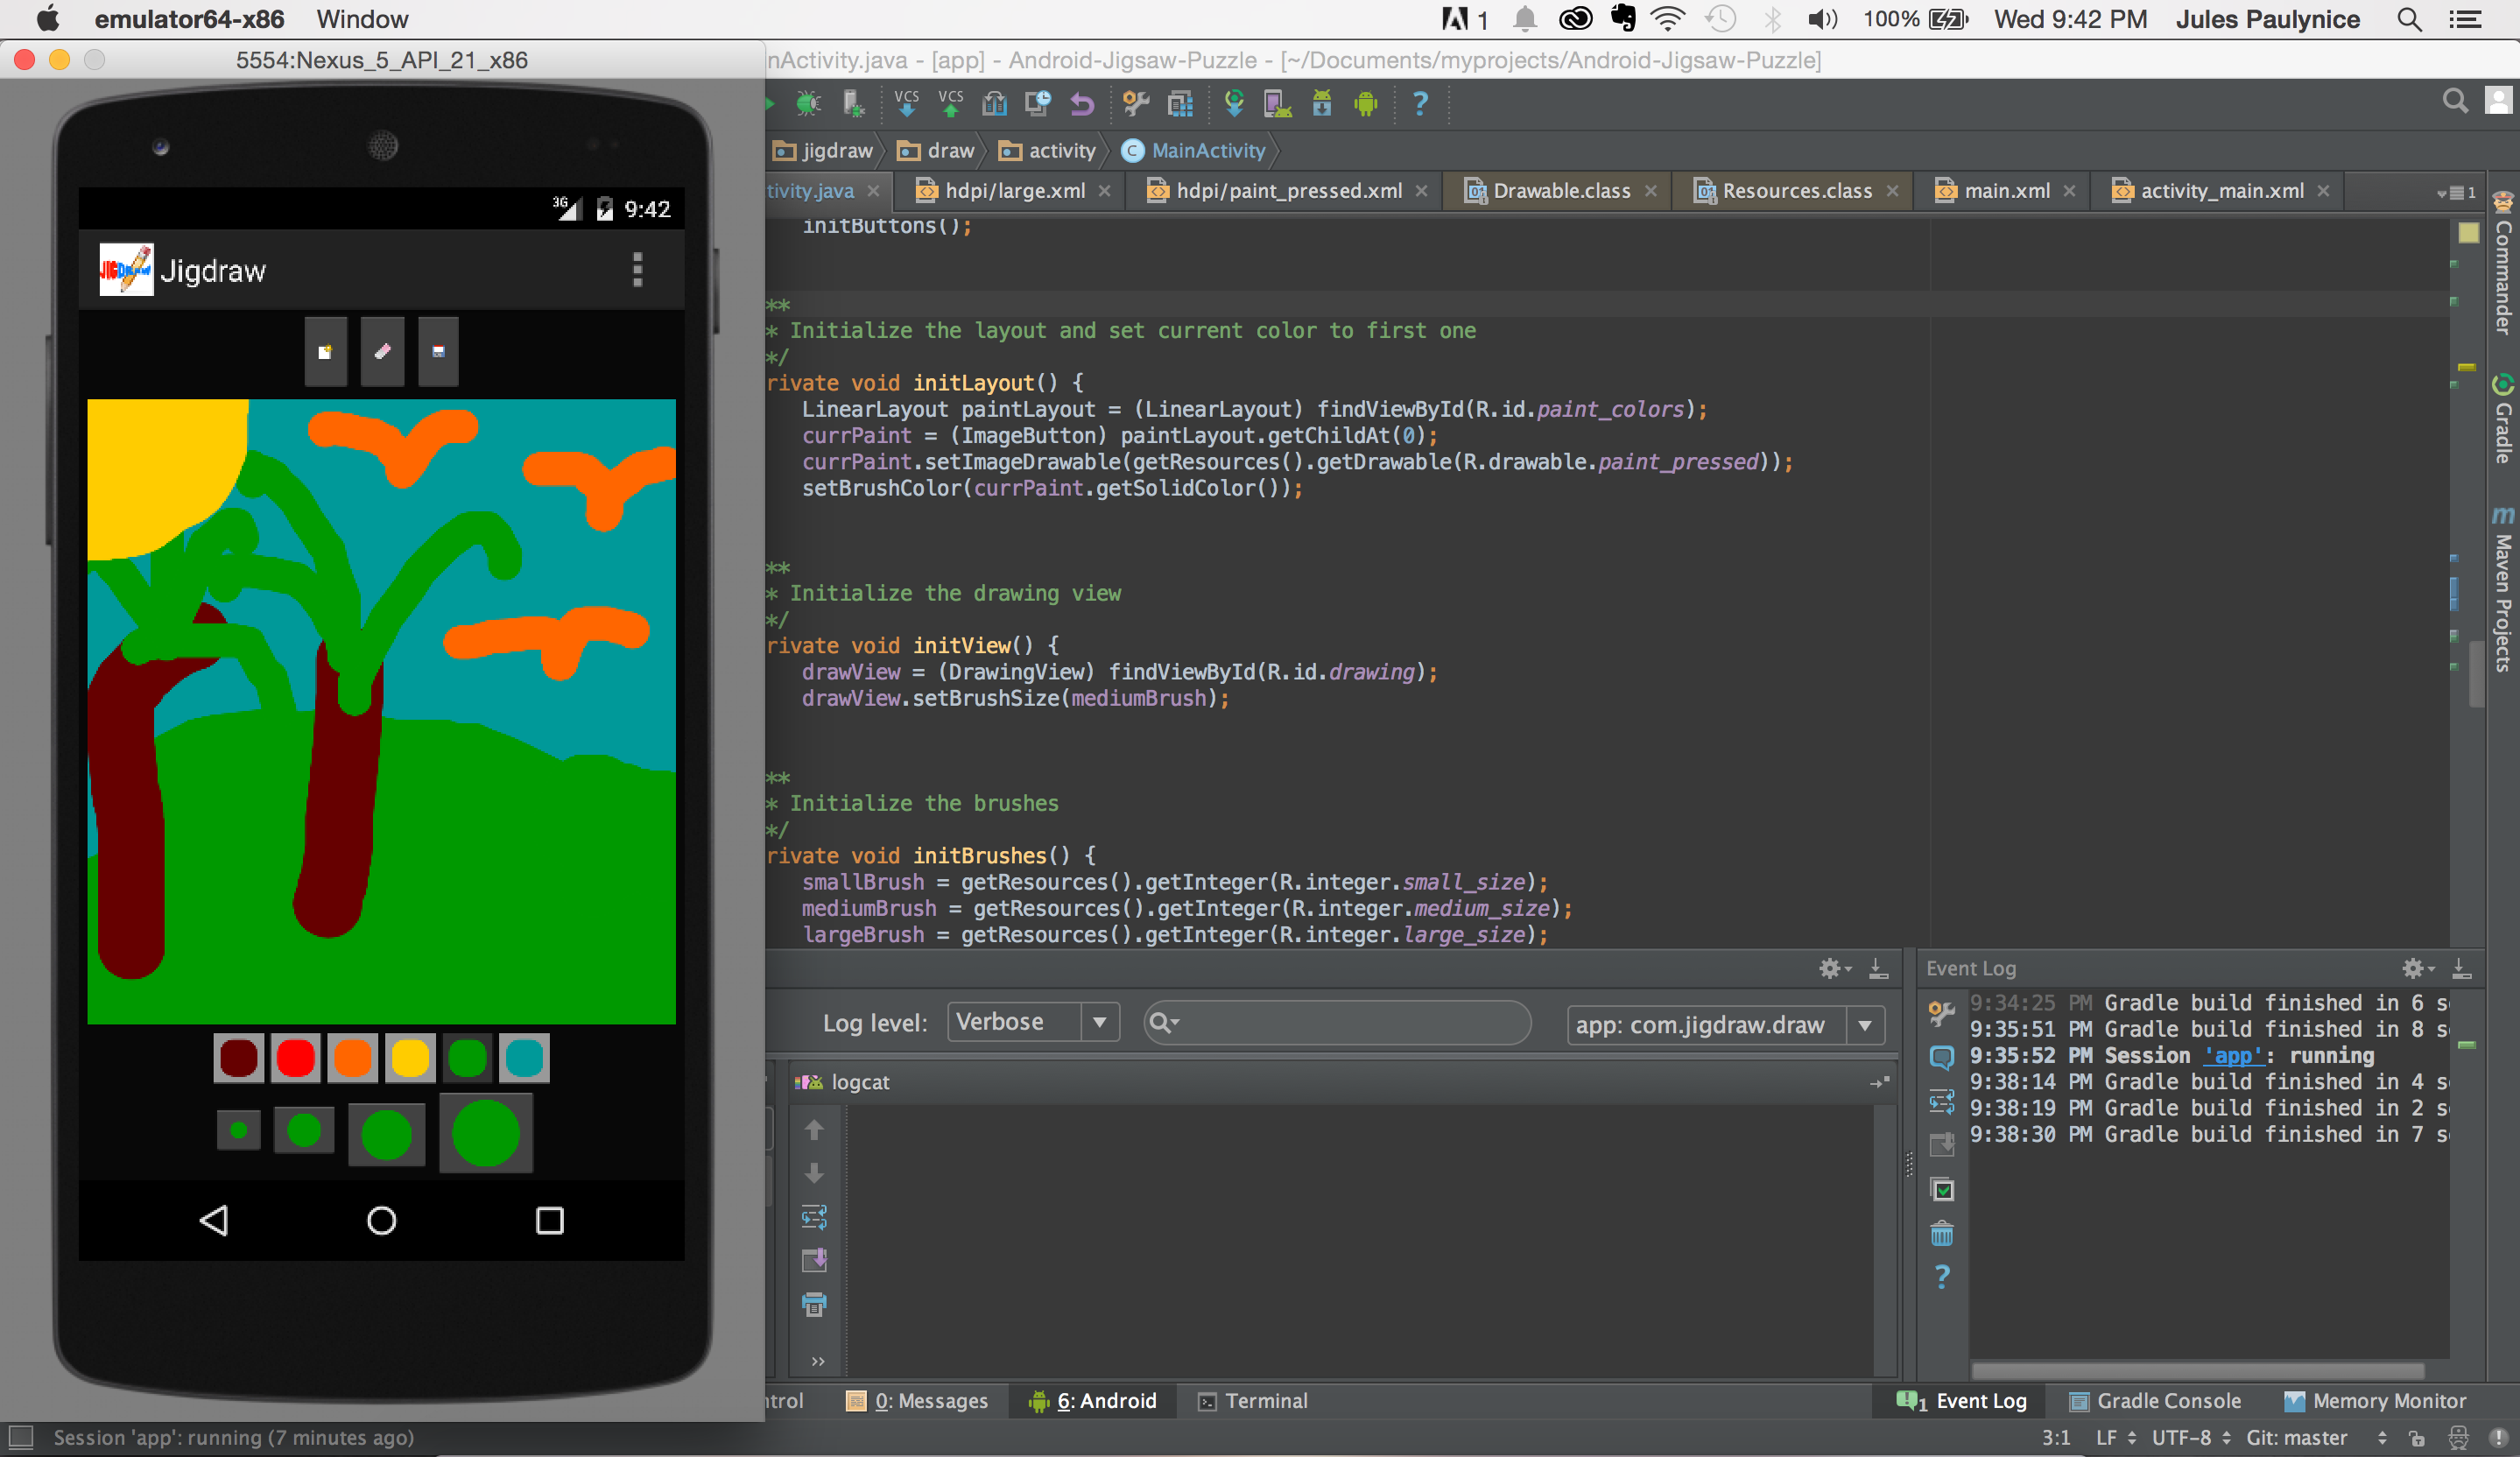 emulator64-x86 Window 1 100% Wed 9:42 PM Jules Paulynice
5554:Nexus_5_API_21_x86
nActivity.java - [app] - Android-Jigsaw-Puzzle - [~/Documents/myprojects/Android-Jigsaw-Puzzle]
VCS VCS ?
jigdraw draw activity C MainActivity
tivity.java hdpi/large.xml hdpi/paint_pressed.xml Drawable.class Resources.class main.xml activity_main.xml 1
3G 9:42
JIGDraw Jigdraw
initButtons();
**
* Initialize the layout and set current color to first one
*/
rivate void initLayout() {
LinearLayout paintLayout = (LinearLayout) findViewById(R.id.paint_colors);
currPaint = (ImageButton) paintLayout.getChildAt(0);
currPaint.setImageDrawable(getResources().getDrawable(R.drawable.paint_pressed));
setBrushColor(currPaint.getSolidColor());
**
* Initialize the drawing view
*/
rivate void initView() {
drawView = (DrawingView) findViewById(R.id.drawing);
drawView.setBrushSize(mediumBrush);
**
* Initialize the brushes
*/
rivate void initBrushes() {
smallBrush = getResources().getInteger(R.integer.small_size);
mediumBrush = getResources().getInteger(R.integer.medium_size);
largeBrush = getResources().getInteger(R.integer.large_size);
Commander
Gradle
m Maven Projects
Log level: Verbose app: com.jigdraw.draw
logcat
Event Log
9:34:25 PM Gradle build finished in 6 s
9:35:51 PM Gradle build finished in 8 s
9:35:52 PM Session 'app': running
9:38:14 PM Gradle build finished in 4 s
9:38:19 PM Gradle build finished in 2 s
9:38:30 PM Gradle build finished in 7 s
?
»
ntrol 0: Messages 6: Android Terminal 1 Event Log Gradle Console Memory Monitor
Session 'app': running (7 minutes ago) 3:1 LF UTF-8 Git: master